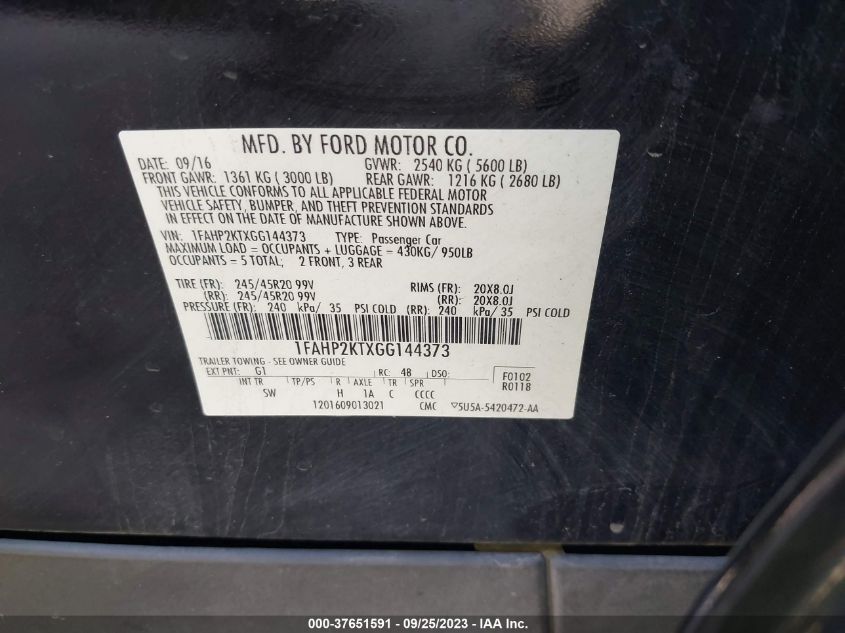 MFD. BY FORD MOTOR CO.
DATE: 09/16 GVWR: 2540 KG ( 5600 LB)
FRONT GAWR: 1361 KG ( 3000 LB) REAR GAWR: 1216 KG ( 2680 LB)
THIS VEHICLE CONFORMS TO ALL APPLICABLE FEDERAL MOTOR
VEHICLE SAFETY, BUMPER, AND THEFT PREVENTION STANDARDS
IN EFFECT ON THE DATE OF MANUFACTURE SHOWN ABOVE.
VIN: 1FAHP2KTXGG144373 TYPE: Passenger Car
MAXIMUM LOAD = OCCUPANTS + LUGGAGE = 430KG/ 950LB
OCCUPANTS = 5 TOTAL; 2 FRONT, 3 REAR
TIRE (FR): 245/45R20 99V RIMS (FR): 20X8.0J
(RR): 245/45R20 99V (RR): 20X8.0J
PRESSURE (FR): 240 kPa/ 35 PSI COLD (RR): 240 kPa/ 35 PSI COLD
1FAHP2KTXGG144373
TRAILER TOWING - SEE OWNER GUIDE
EXT PNT: G1 RC: 48 DSO: F0102
INT TR TP/PS R AXLE TR SPR R0118
SW H 1A C CCCC
1201609013021 CMC ▽5U5A-5420472-AA
000-37651591 - 09/25/2023 - IAAI.com